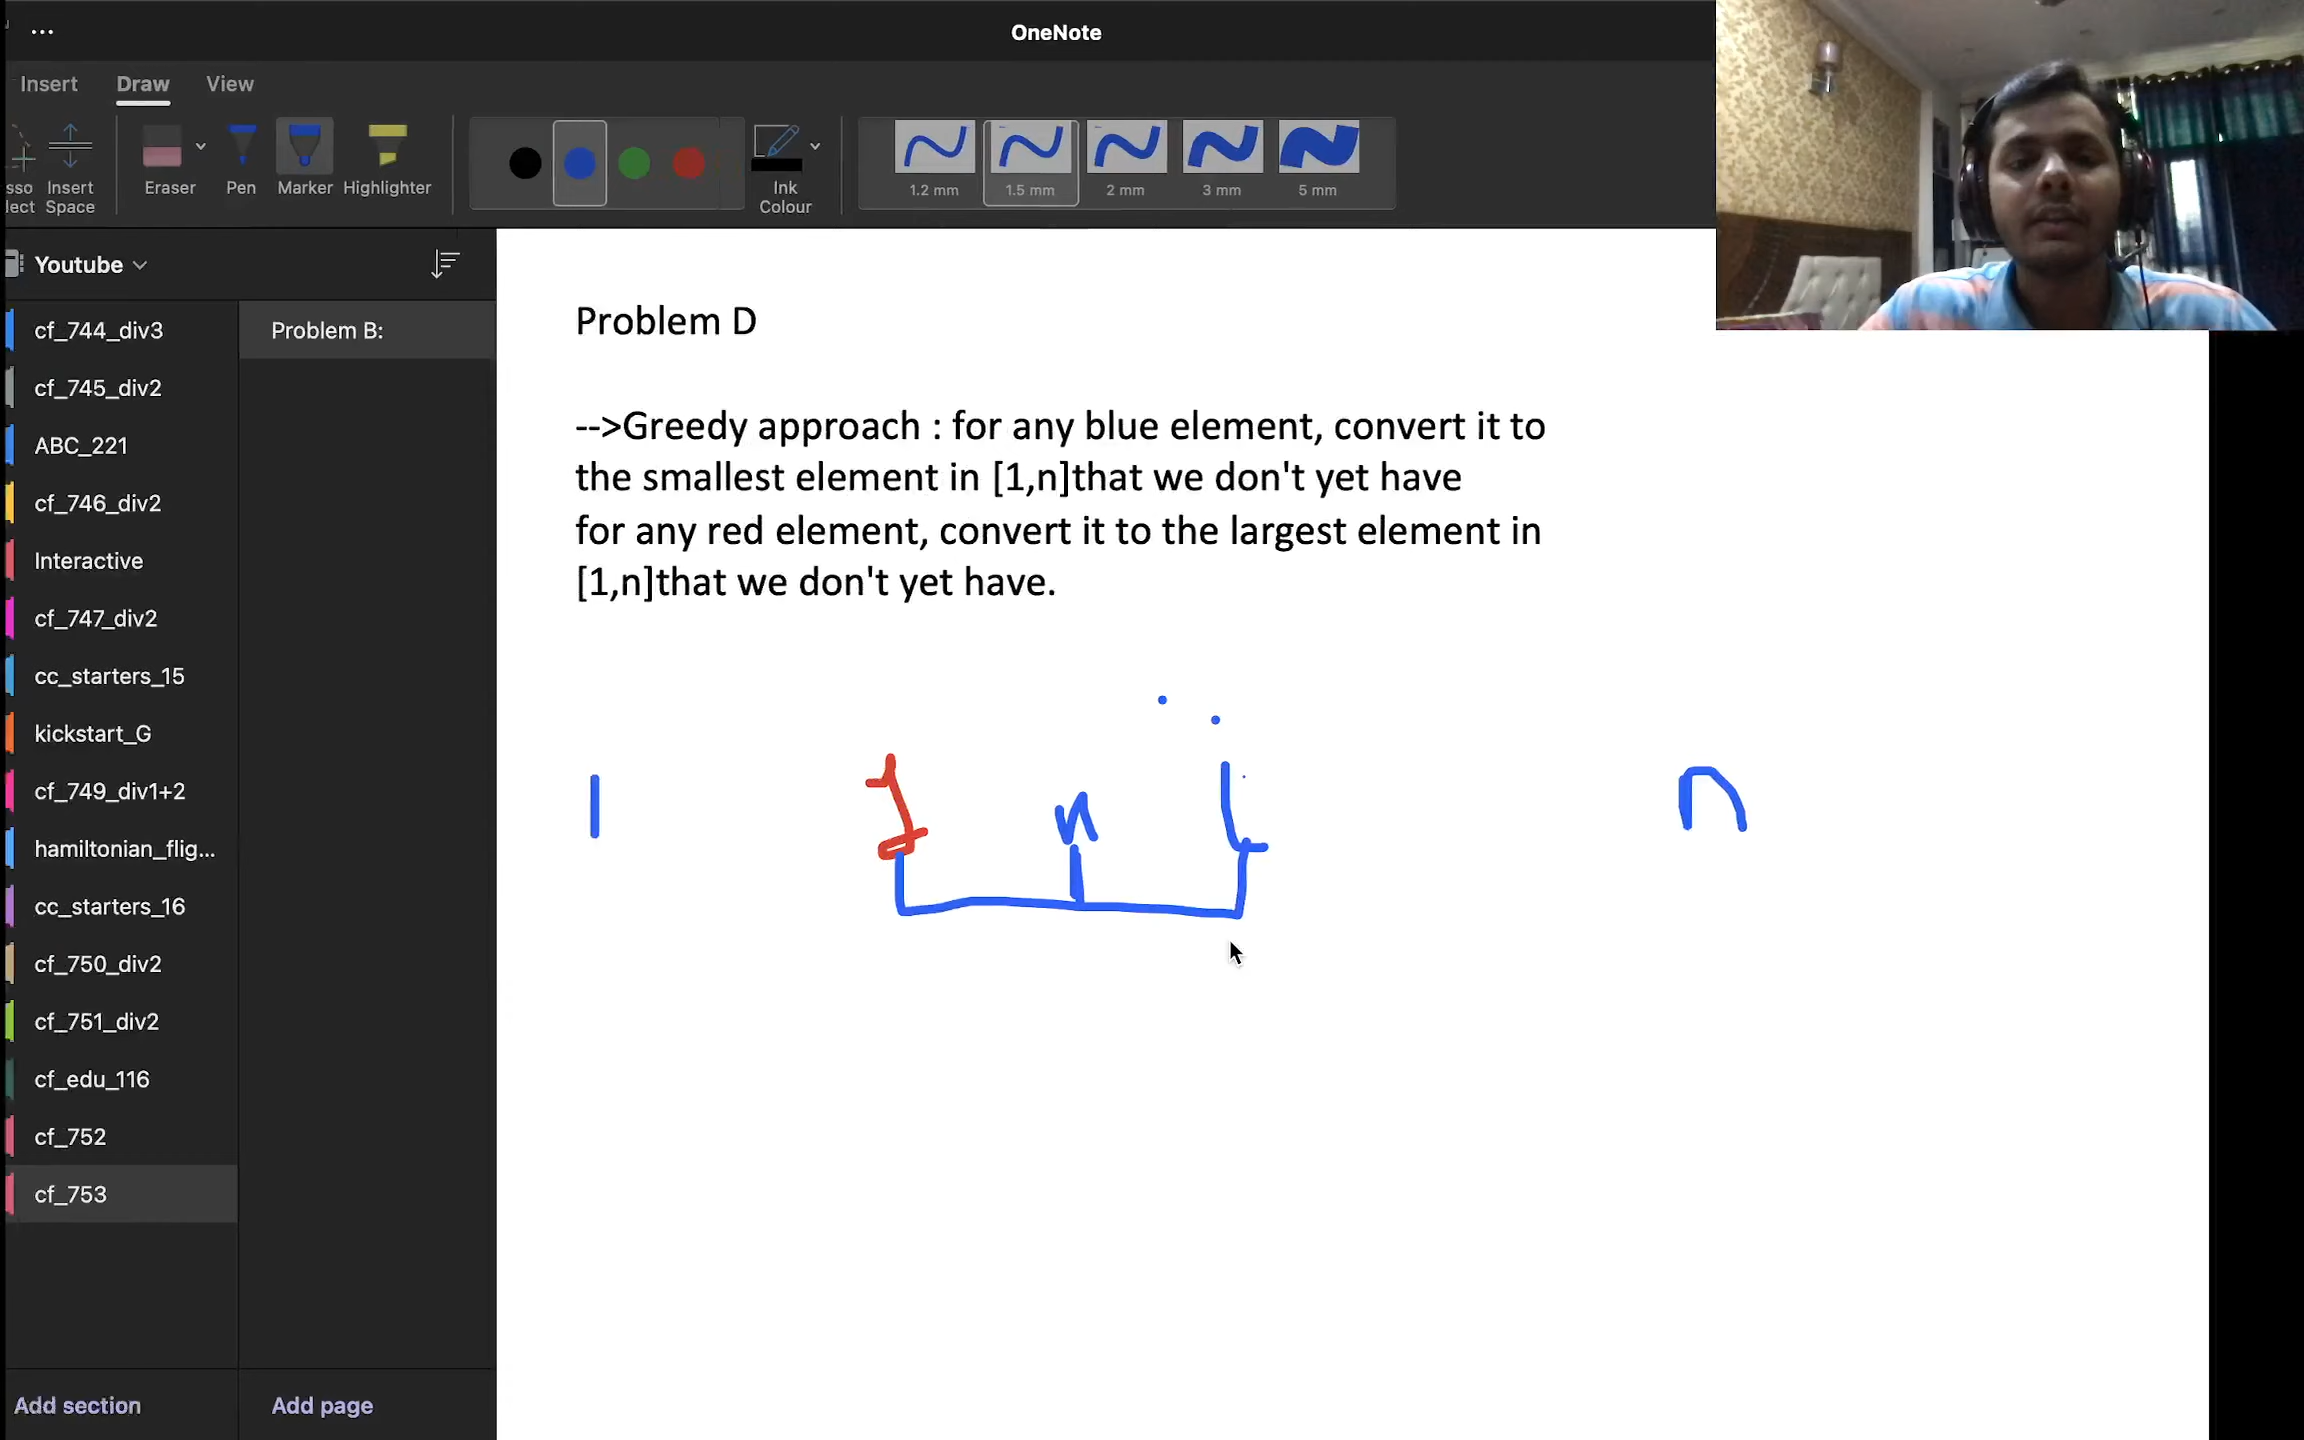 OneNote
Insert Draw View
Insert Space
Eraser Pen Marker Highlighter
Ink Colour
1.2 mm 1.5 mm 2 mm 3 mm 5 mm
Youtube
cf_744_div3
cf_745_div2
ABC_221
cf_746_div2
Interactive
cf_747_div2
cc_starters_15
kickstart_G
cf_749_div1+2
hamiltonian_flig...
cc_starters_16
cf_750_div2
cf_751_div2
cf_edu_116
cf_752
cf_753
Add section
Problem B:
Add page
Problem D
-->Greedy approach : for any blue element, convert it to
the smallest element in [1,n]that we don't yet have
for any red element, convert it to the largest element in
[1,n]that we don't yet have.
1 n